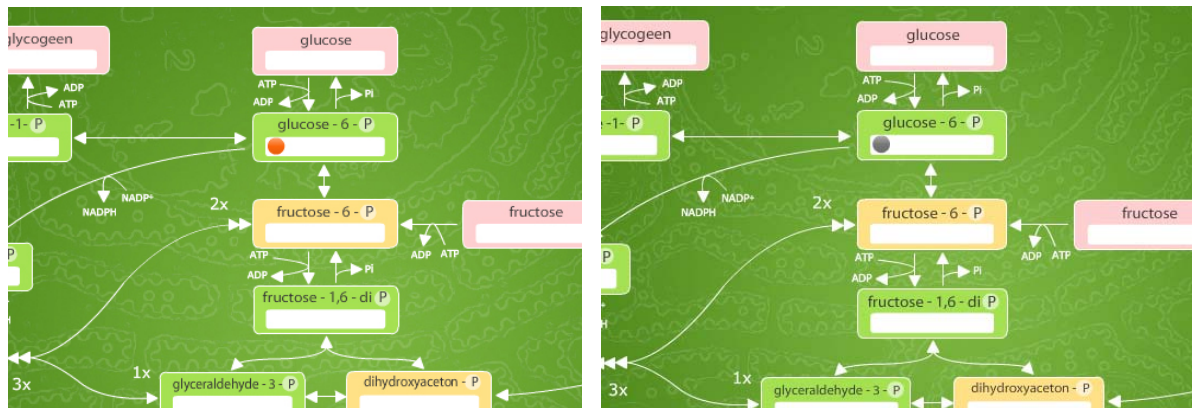 glycogeen
glucose
ADP
ATP
ATP
ADP
Pi
-1- P
glucose - 6 - P
NADP+
NADPH
2x
fructose - 6 - P
fructose
P
ATP
ADP
Pi
ADP
ATP
fructose - 1,6 - di P
H
3x
1x
glyceraldehyde - 3 - P
dihydroxyaceton - P
glycogeen
glucose
ADP
ATP
ATP
ADP
Pi
-1- P
glucose - 6 - P
NADP+
NADPH
2x
fructose - 6 - P
fructose
P
ATP
ADP
Pi
ADP
ATP
fructose - 1,6 - di P
H
3x
1x
glyceraldehyde - 3 - P
dihydroxyaceton - P